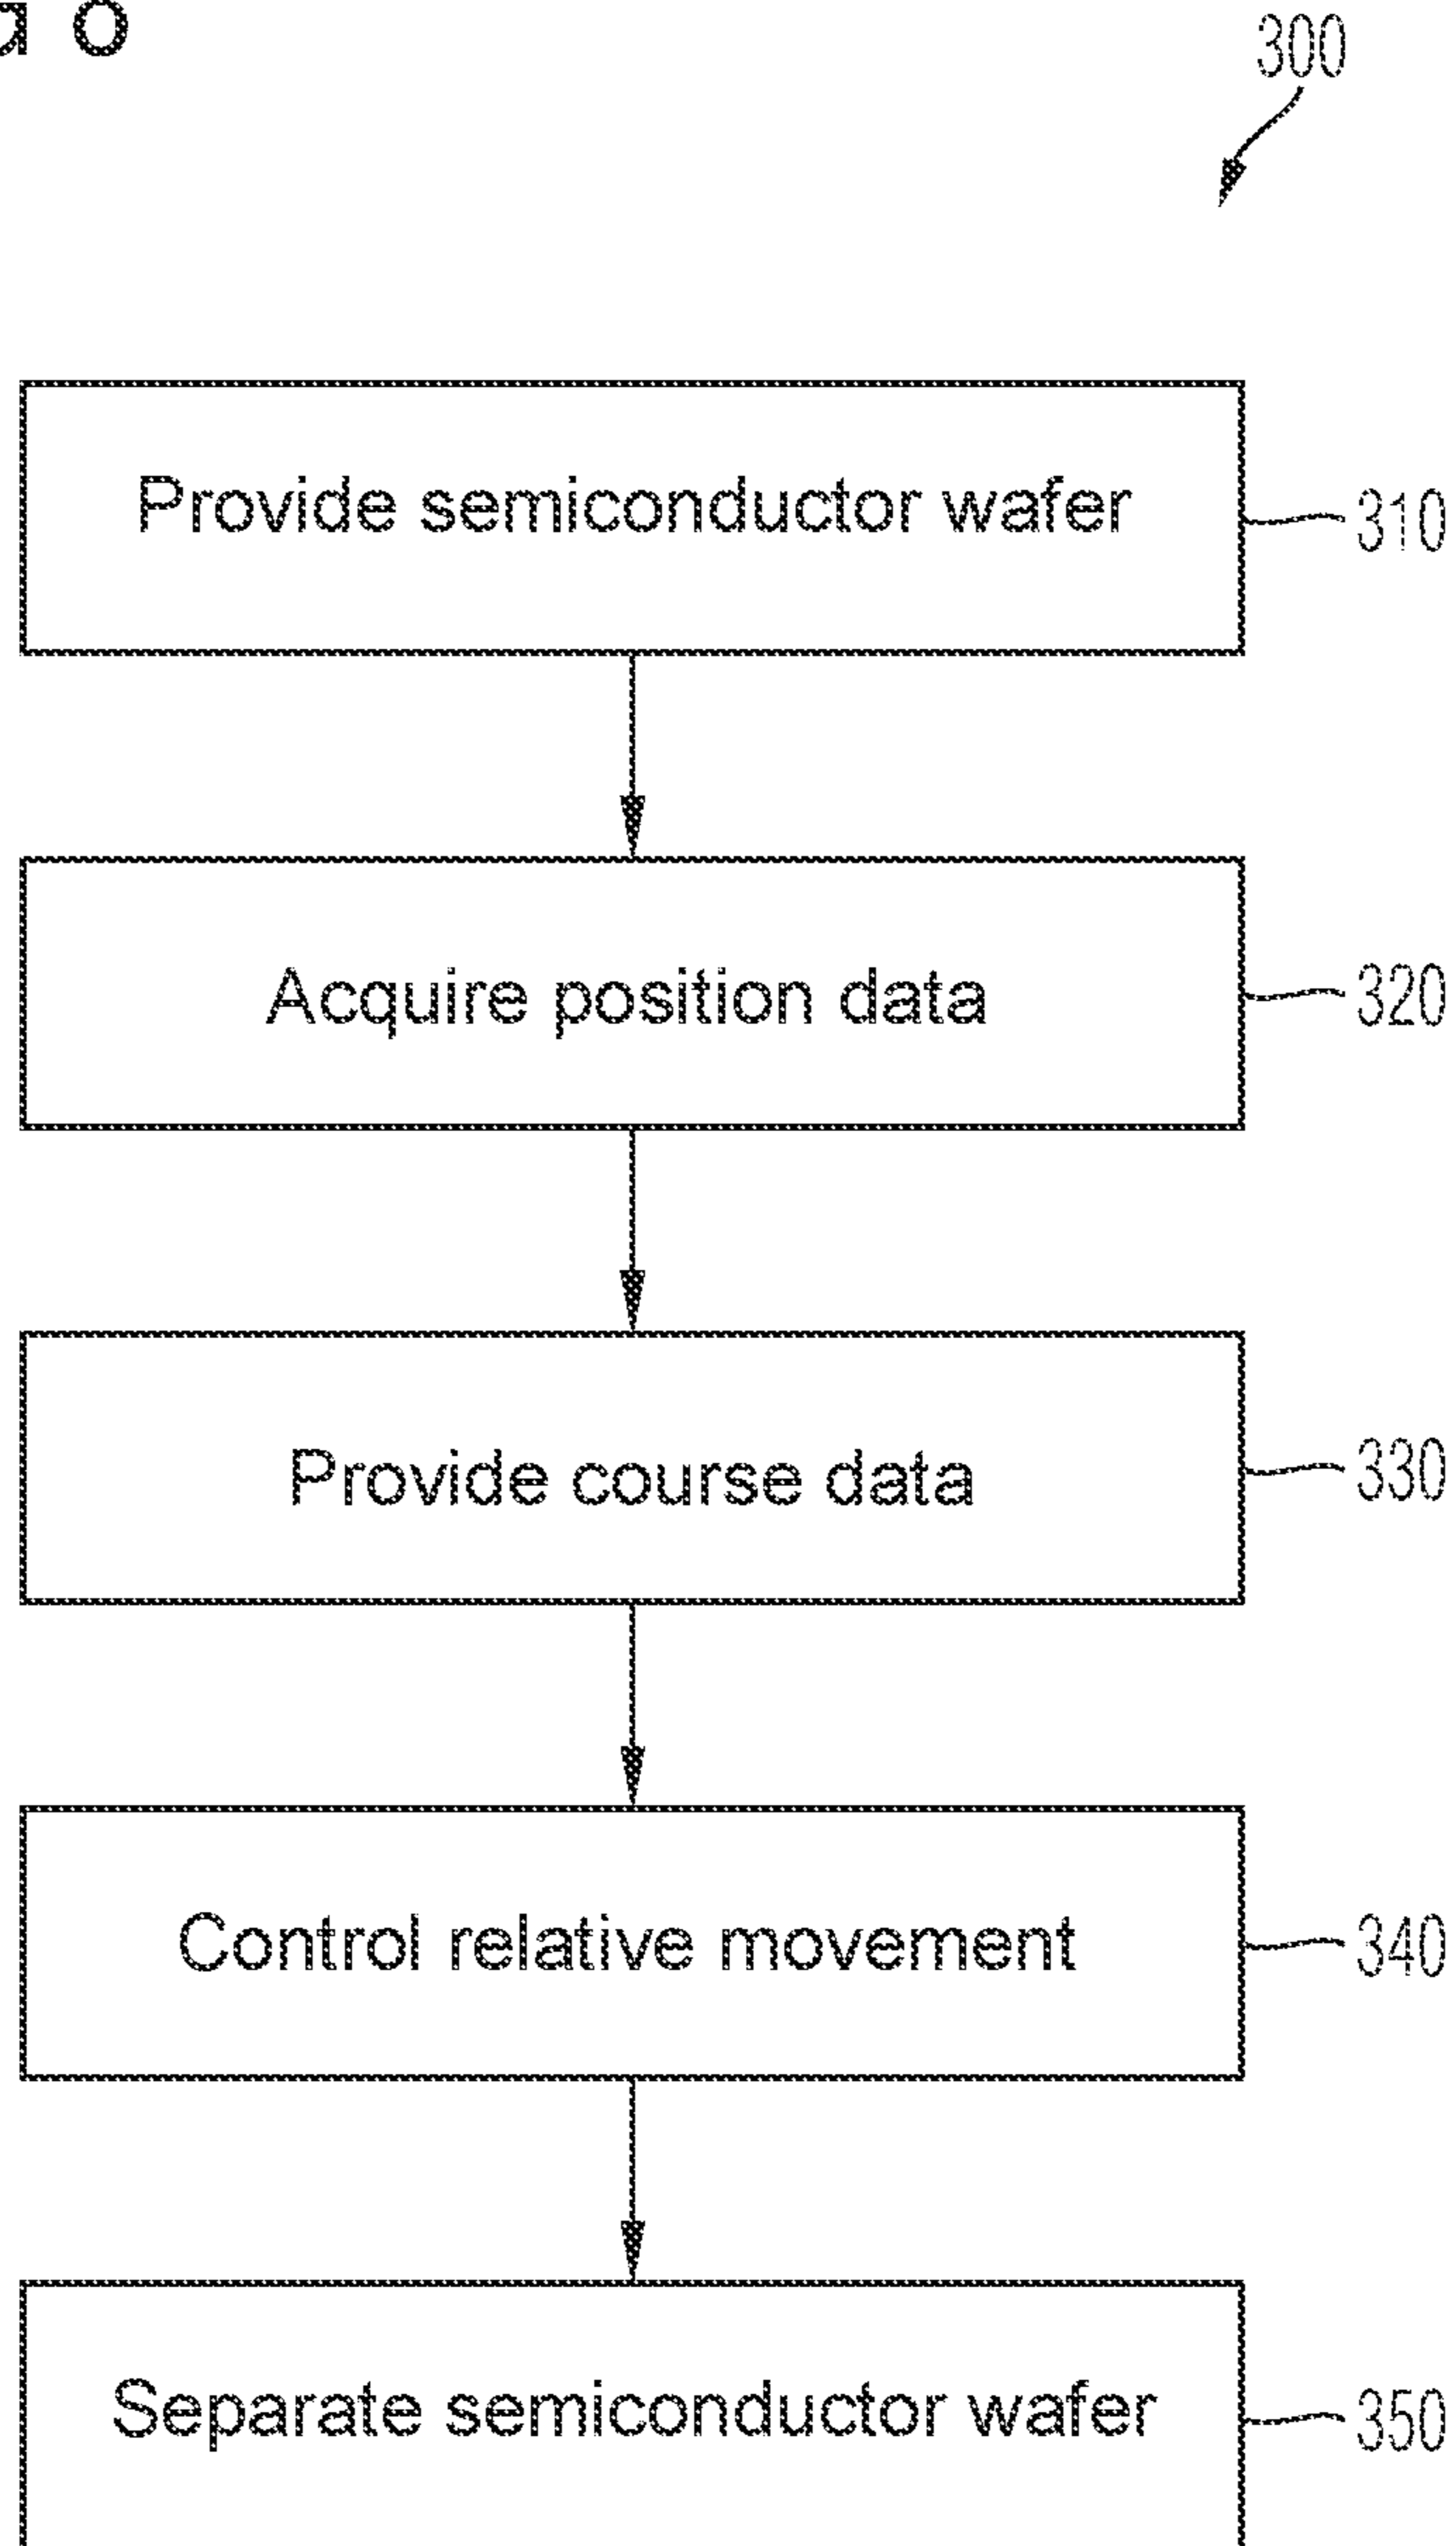 300
Provide semiconductor wafer 310
Acquire position data 320
Provide course data 330
Control relative movement 340
Separate semiconductor wafer 350